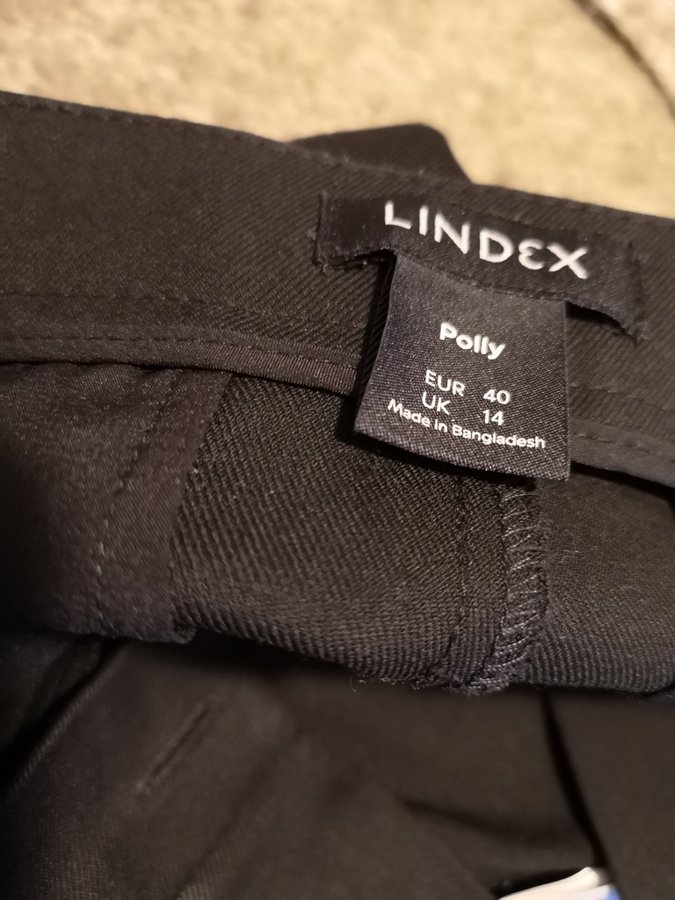 LINDEX
Polly
EUR 40
UK 14
Made in Bangladesh